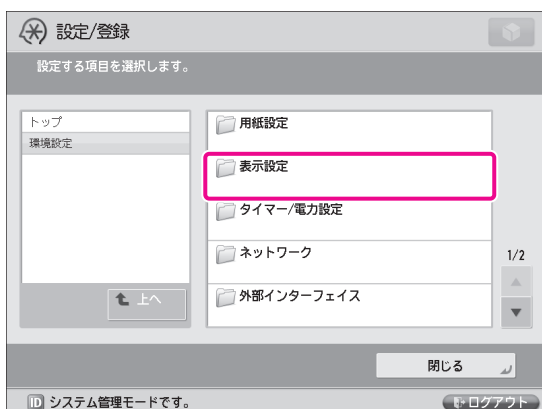 設定/登録
設定する項目を選択します。
トップ
環境設定
上へ
用紙設定
表示設定
タイマー/電力設定
ネットワーク
外部インターフェイス
1/2
閉じる
ID システム管理モードです。
ログアウト